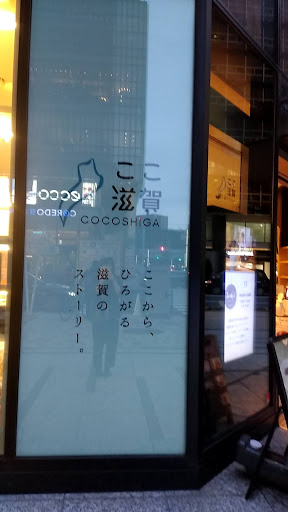 ここ
滋賀
COCOSHIGA
ここから、
ひろがる
滋賀の
ストーリー。
ecco
COREDO